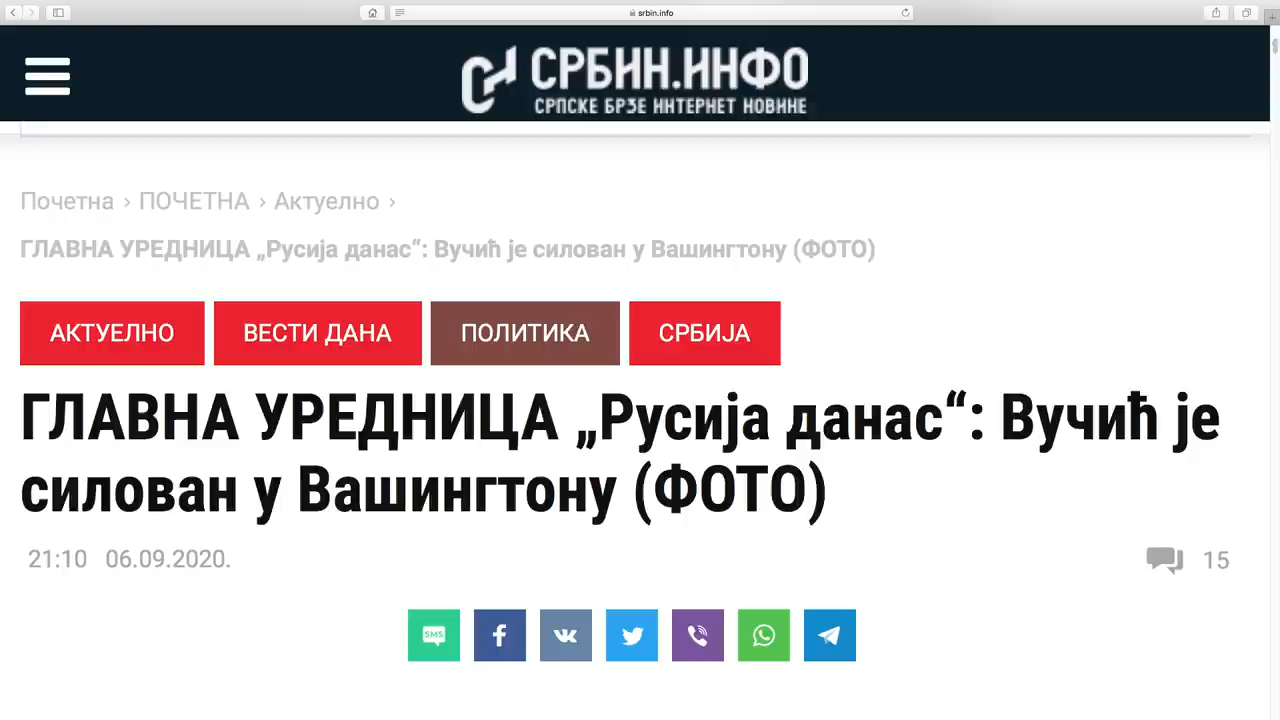 srbin.info
СРБИН.ИНФО
СРПСКЕ БРЗЕ ИНТЕРНЕТ НОВИНЕ
Почетна › ПОЧЕТНА › Актуелно ›
ГЛАВНА УРЕДНИЦА „Русија данас“: Вучић је силован у Вашингтону (ФОТО)
АКТУЕЛНО ВЕСТИ ДАНА ПОЛИТИКА СРБИЈА
ГЛАВНА УРЕДНИЦА „Русија данас“: Вучић је
силован у Вашингтону (ФОТО)
21:10 06.09.2020. 15
SMS